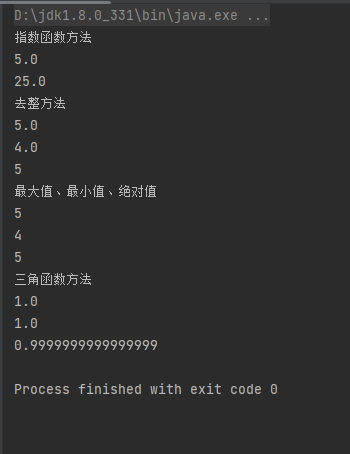 D:\jdk1.8.0_331\bin\java.exe ...
指数函数方法
5.0
25.0
去整方法
5.0
4.0
5
最大值、最小值、绝对值
5
4
5
三角函数方法
1.0
1.0
0.9999999999999999
Process finished with exit code 0